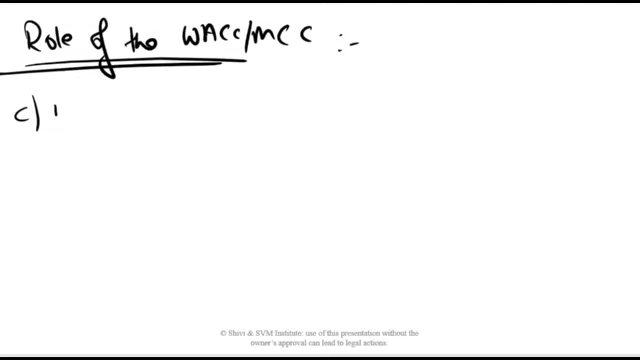 Role of the WACC/MCC :-
c) 
© Shivi & SVM Institute: use of this presentation without the
owner's approval can lead to legal actions.